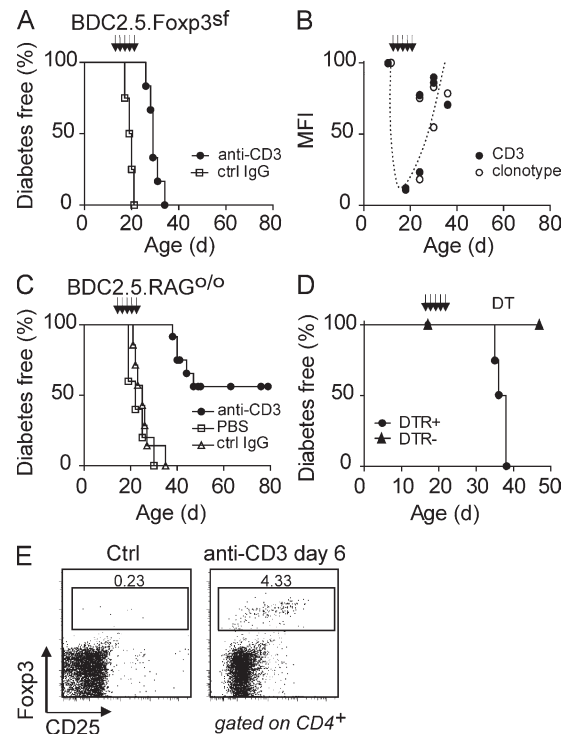 A
BDC2.5.Foxp3sf
Diabetes free (%)
100
50
0
0 20 40 60 80
Age (d)
anti-CD3
ctrl IgG
B
MFI
100
50
0
0 10 20 30 40
Age (d)
CD3
clonotype
C
BDC2.5.RAGo/o
Diabetes free (%)
100
50
0
0 20 40 60 80
Age (d)
anti-CD3
PBS
ctrl IgG
D
DT
Diabetes free (%)
100
50
0
0 10 20 30 40 50
Age (d)
DTR+
DTR-
E
Ctrl
0.23
anti-CD3 day 6
4.33
Foxp3
CD25
gated on CD4+